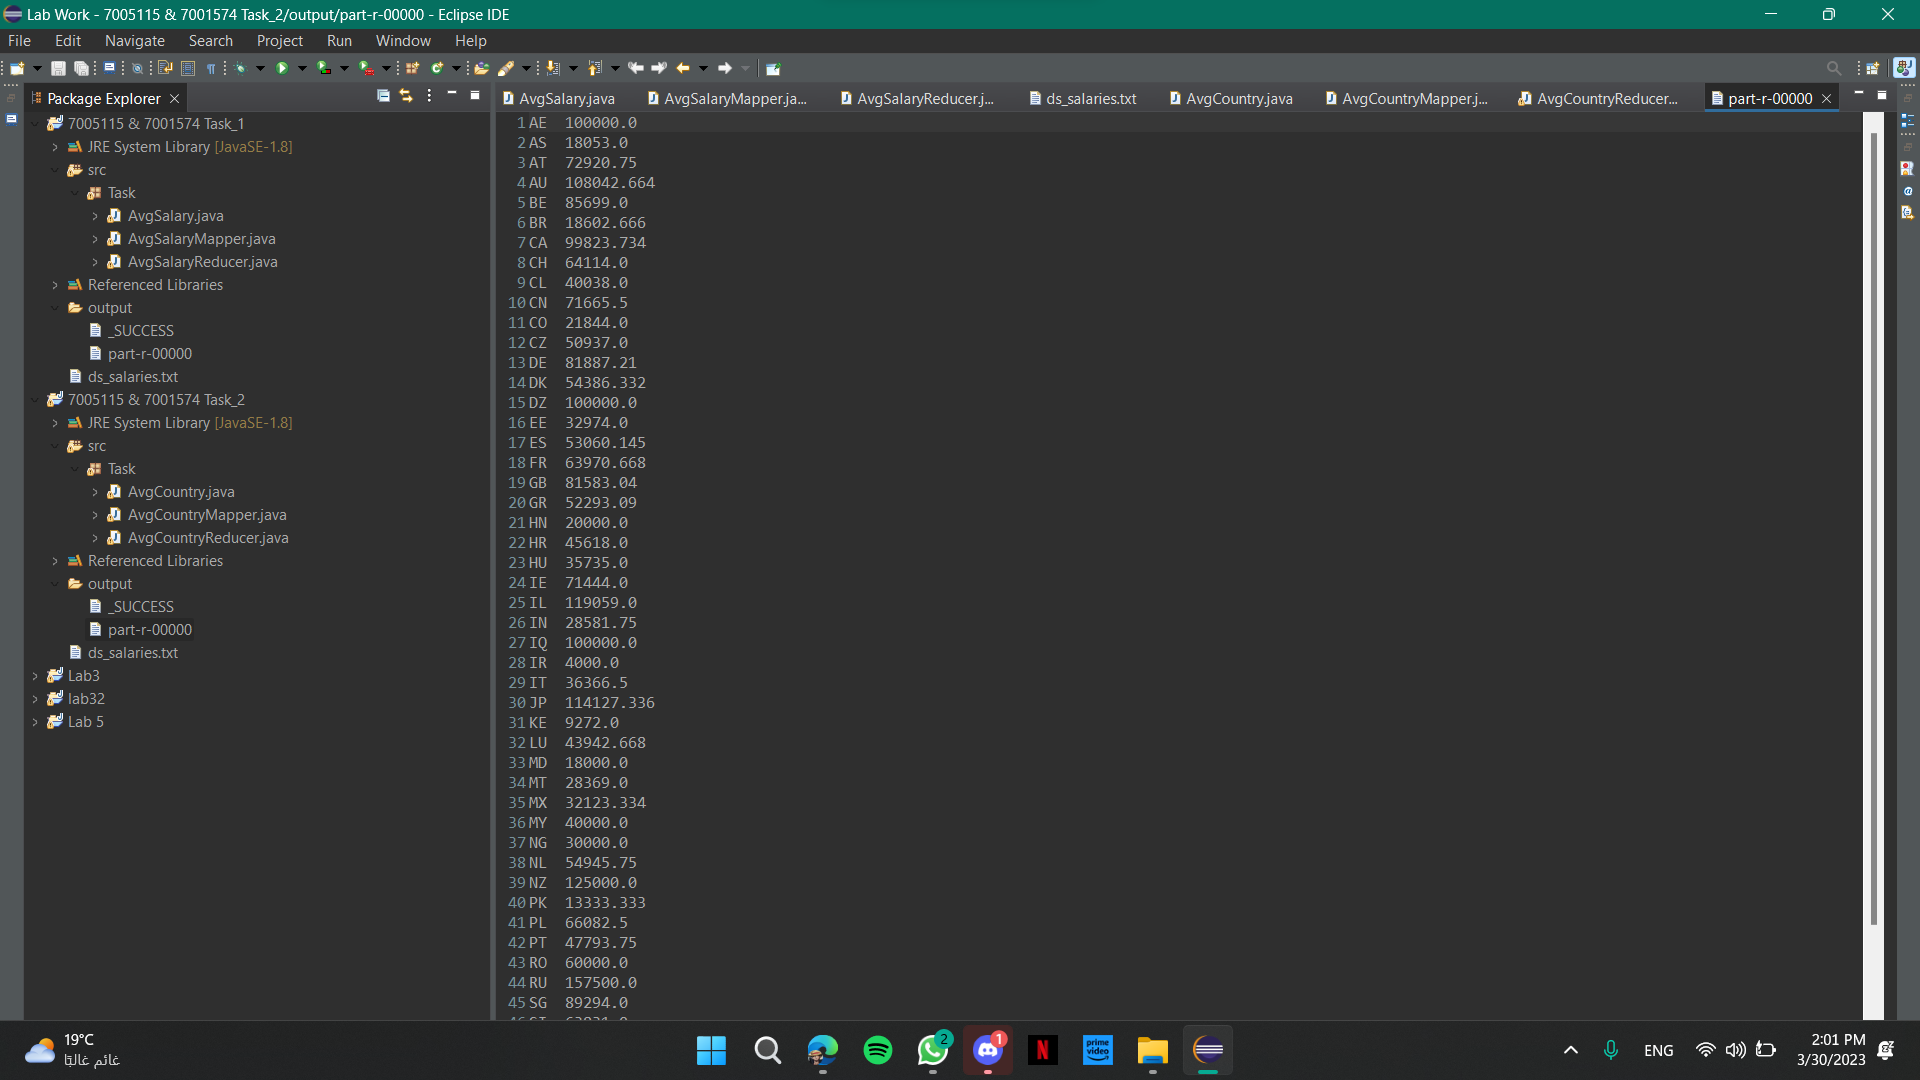 Lab Work - 7005115 & 7001574 Task_2/output/part-r-00000 - Eclipse IDE
File Edit Navigate Search Project Run Window Help
Package Explorer
7005115 & 7001574 Task_1
JRE System Library [JavaSE-1.8]
src
Task
AvgSalary.java
AvgSalaryMapper.java
AvgSalaryReducer.java
Referenced Libraries
output
_SUCCESS
part-r-00000
ds_salaries.txt
7005115 & 7001574 Task_2
JRE System Library [JavaSE-1.8]
src
Task
AvgCountry.java
AvgCountryMapper.java
AvgCountryReducer.java
Referenced Libraries
output
_SUCCESS
part-r-00000
ds_salaries.txt
Lab3
lab32
Lab 5
AvgSalary.java AvgSalaryMapper.ja... AvgSalaryReducer.j... ds_salaries.txt AvgCountry.java AvgCountryMapper.j... AvgCountryReducer... part-r-00000
1 AE 100000.0
2 AS 18053.0
3 AT 72920.75
4 AU 108042.664
5 BE 85699.0
6 BR 18602.666
7 CA 99823.734
8 CH 64114.0
9 CL 40038.0
10 CN 71665.5
11 CO 21844.0
12 CZ 50937.0
13 DE 81887.21
14 DK 54386.332
15 DZ 100000.0
16 EE 32974.0
17 ES 53060.145
18 FR 63970.668
19 GB 81583.04
20 GR 52293.09
21 HN 20000.0
22 HR 45618.0
23 HU 35735.0
24 IE 71444.0
25 IL 119059.0
26 IN 28581.75
27 IQ 100000.0
28 IR 4000.0
29 IT 36366.5
30 JP 114127.336
31 KE 9272.0
32 LU 43942.668
33 MD 18000.0
34 MT 28369.0
35 MX 32123.334
36 MY 40000.0
37 NG 30000.0
38 NL 54945.75
39 NZ 125000.0
40 PK 13333.333
41 PL 66082.5
42 PT 47793.75
43 RO 60000.0
44 RU 157500.0
45 SG 89294.0
19°C
غائم غالبًا
2
1
N
prime video
ENG
2:01 PM
3/30/2023